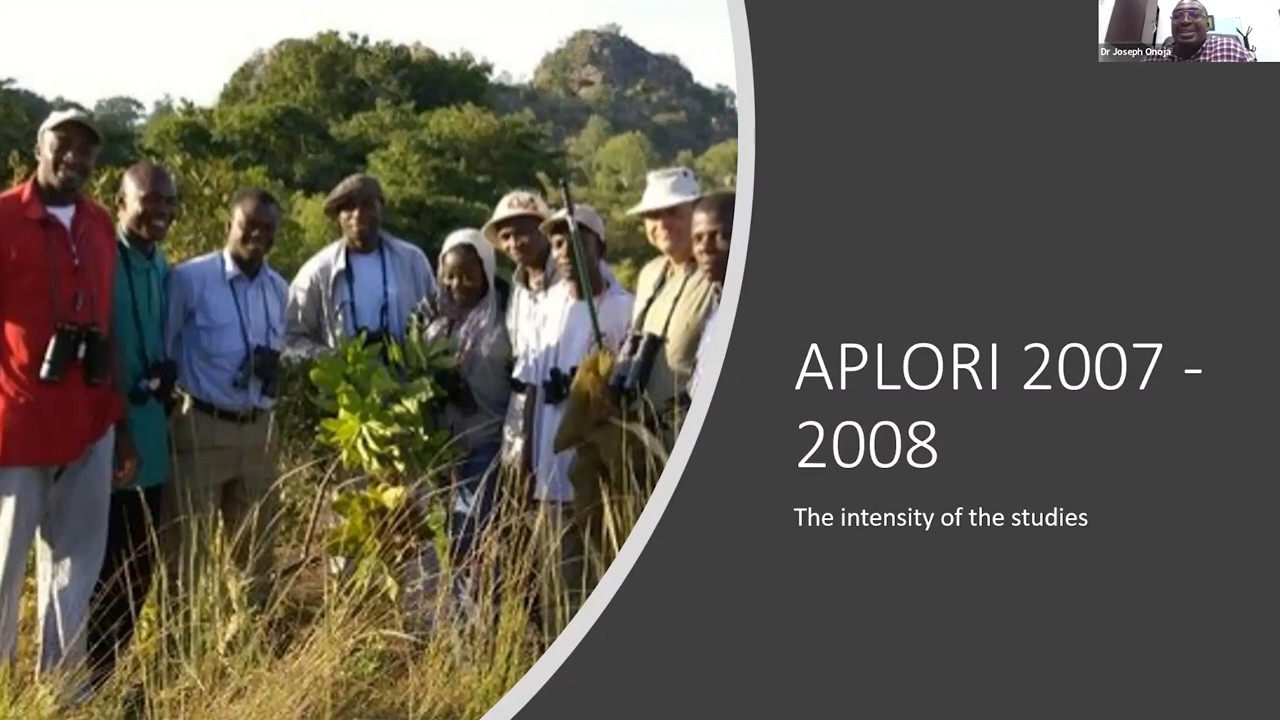 Dr Joseph Onoja
APLORI 2007 -
2008
The intensity of the studies